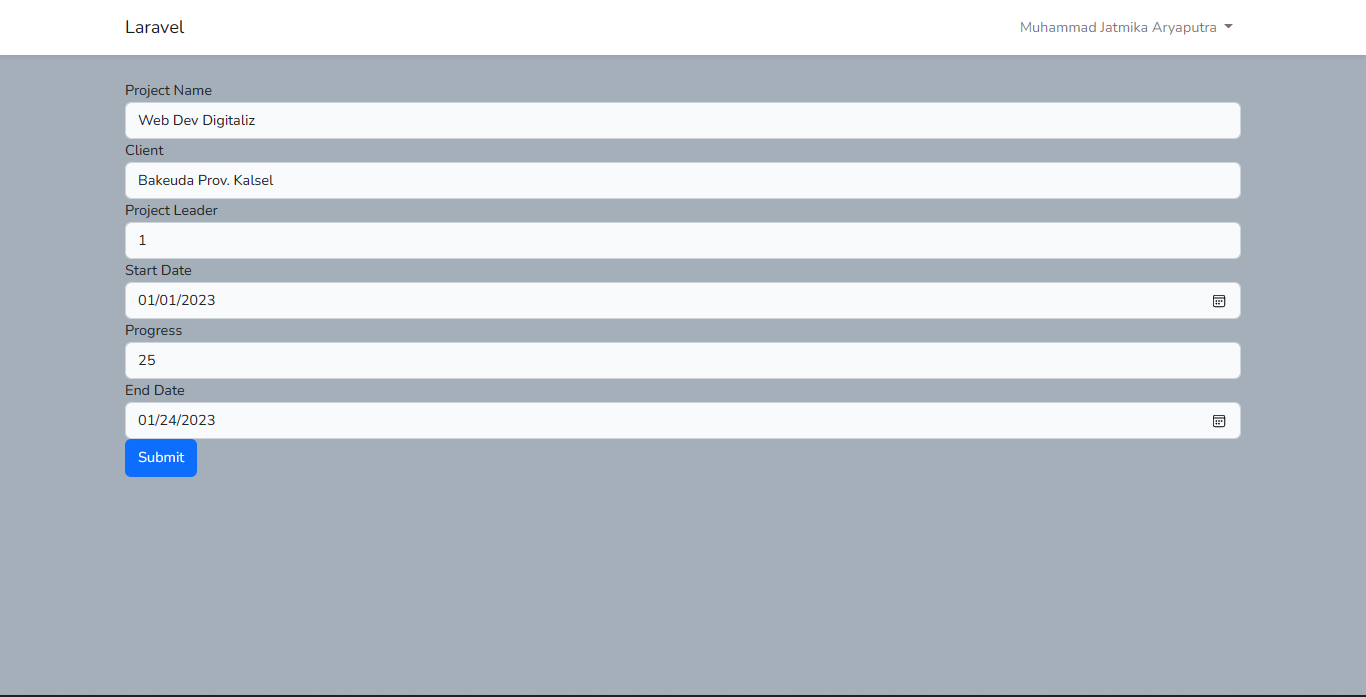 Laravel
Muhammad Jatmika Aryaputra
Project Name
Web Dev Digitaliz
Client
Bakeuda Prov. Kalsel
Project Leader
1
Start Date
01/01/2023
Progress
25
End Date
01/24/2023
Submit